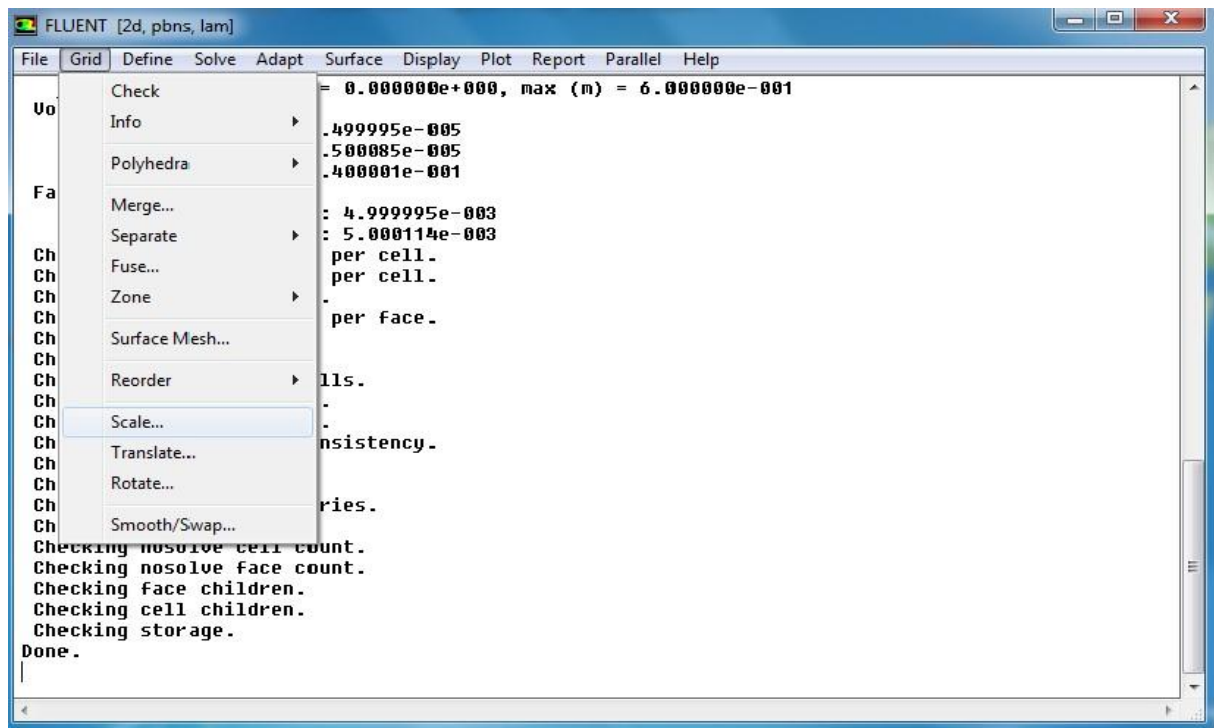 FLUENT [2d, pbns, lam]
File Grid Define Solve Adapt Surface Display Plot Report Parallel Help
Check
Info
Polyhedra
Merge...
Separate
Fuse...
Zone
Surface Mesh...
Reorder
Scale...
Translate...
Rotate...
Smooth/Swap...
= 0.000000e+000, max (m) = 6.000000e-001
Vo
.499995e-005
.500085e-005
.400001e-001
Fa
: 4.999995e-003
: 5.000114e-003
Ch per cell.
Ch per cell.
Ch .
Ch per face.
Ch
Ch
Ch lls.
Ch .
Ch .
Ch nsistency.
Ch
Ch
Ch ries.
Ch
Checking nosolve cell count.
Checking nosolve face count.
Checking face children.
Checking cell children.
Checking storage.
Done.